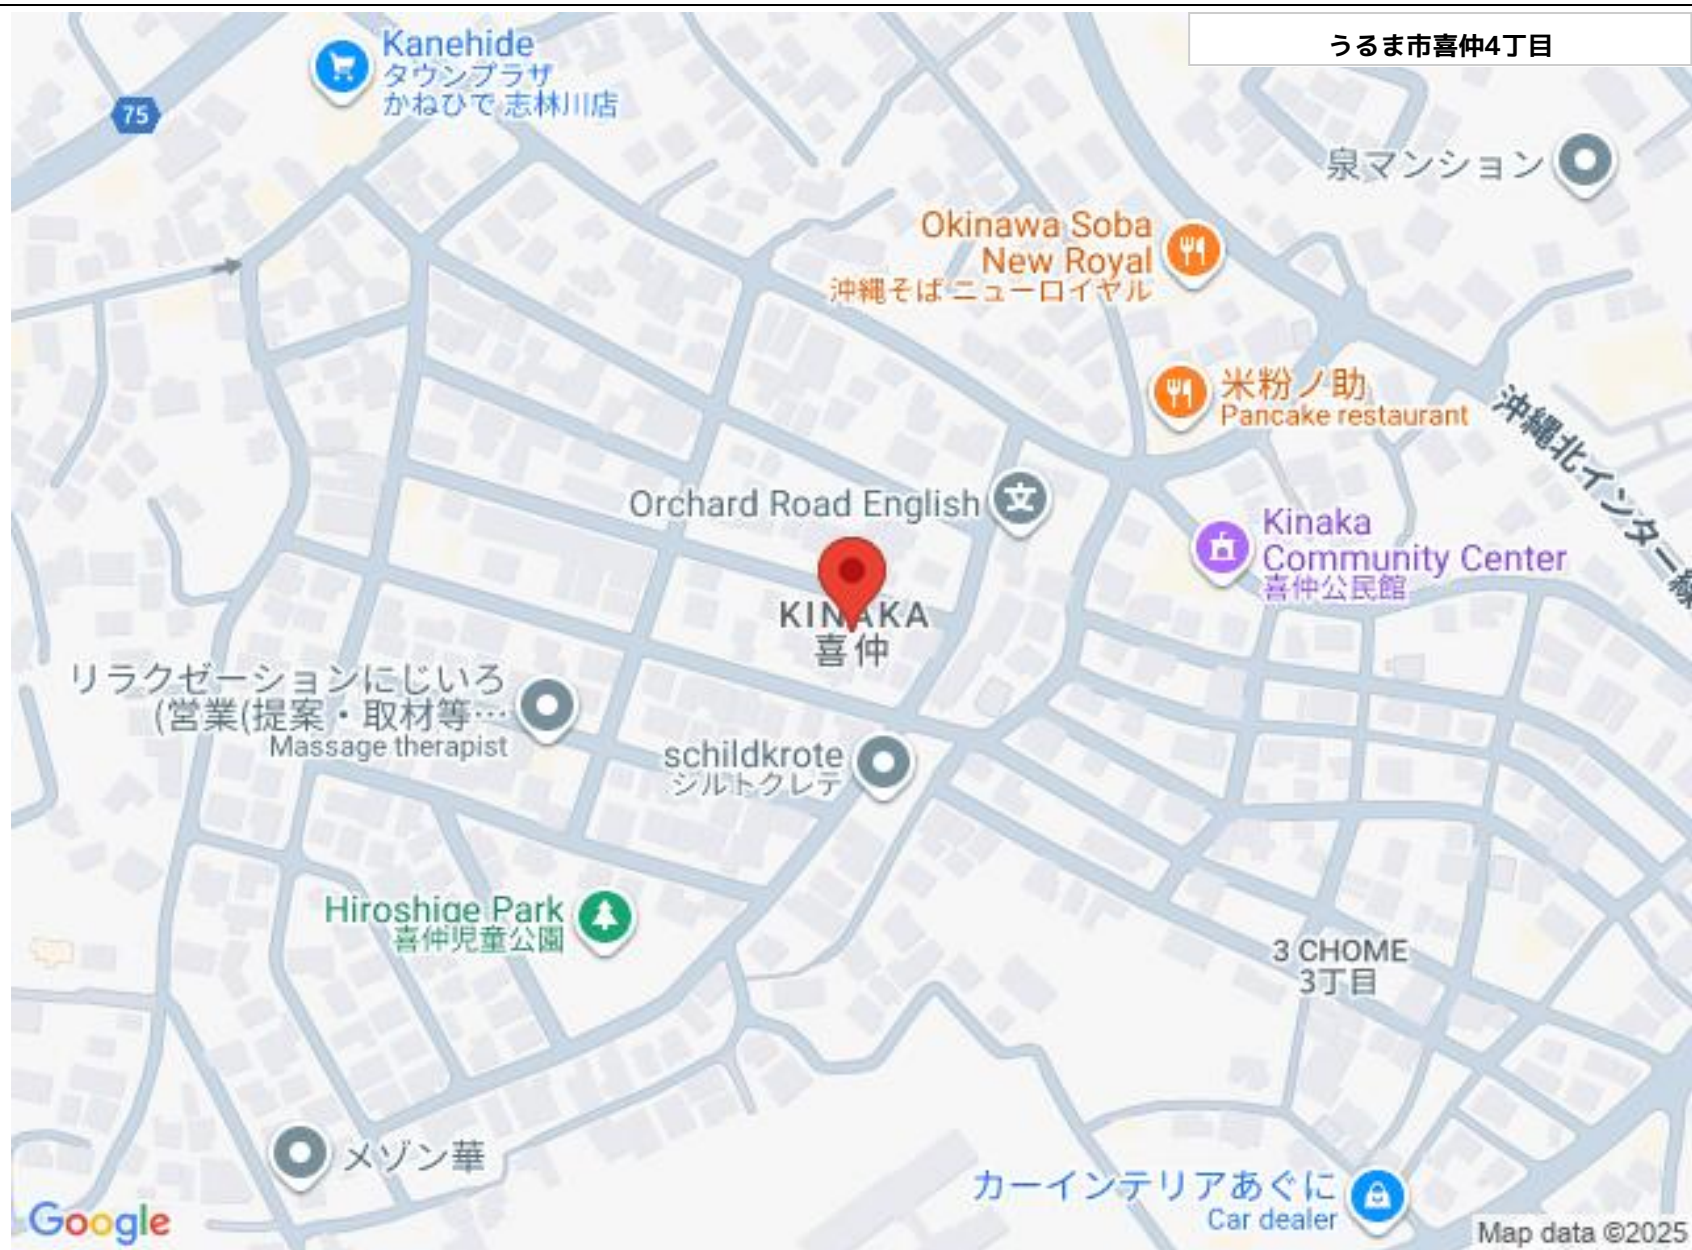 うるま市喜仲4丁目
Kanehide
タウンプラザ
かねひで 志林川店
75
泉マンション
Okinawa Soba
New Royal
沖縄そば ニューロイヤル
米粉ノ助
Pancake restaurant
沖縄北インター線
Orchard Road English
Kinaka
Community Center
喜仲公民館
KINAKA
喜仲
リラクゼーションにじいろ
(営業(提案・取材等…
Massage therapist
schildkrote
シルトクレテ
Hiroshige Park
喜仲児童公園
3 CHOME
3丁目
メゾン華
カーインテリアあぐに
Car dealer
Google
Map data ©2025